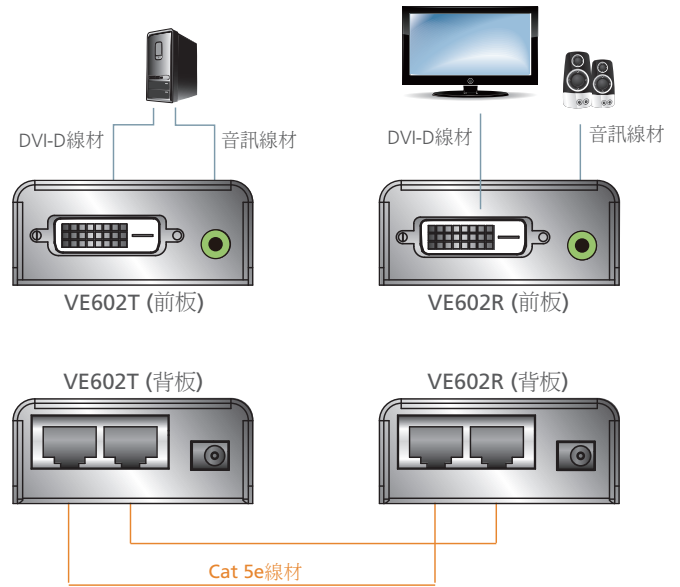 DVI-D線材
音訊線材
DVI-D線材
音訊線材
VE602T (前板)
VE602R (前板)
VE602T (背板)
VE602R (背板)
Cat 5e線材